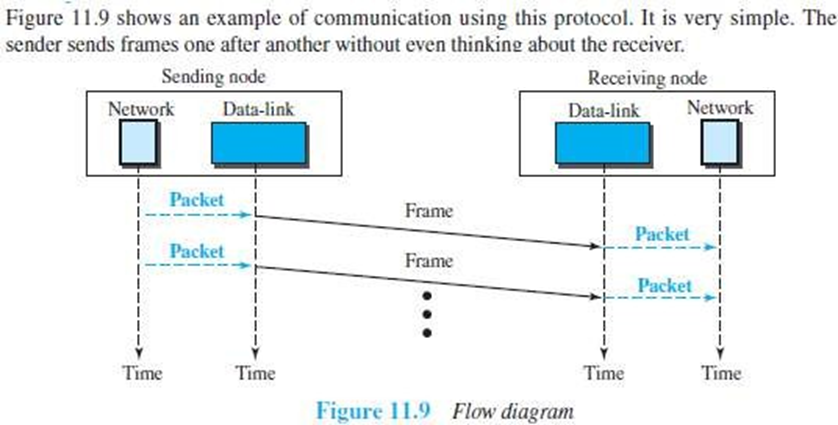 Figure 11.9 shows an example of communication using this protocol. It is very simple. The
sender sends frames one after another without even thinking about the receiver.
Sending node
Receiving node
Network
Data-link
Data-link
Network
Packet
Frame
Packet
Packet
Frame
Packet
Time
Time
Time
Time
Figure 11.9 Flow diagram